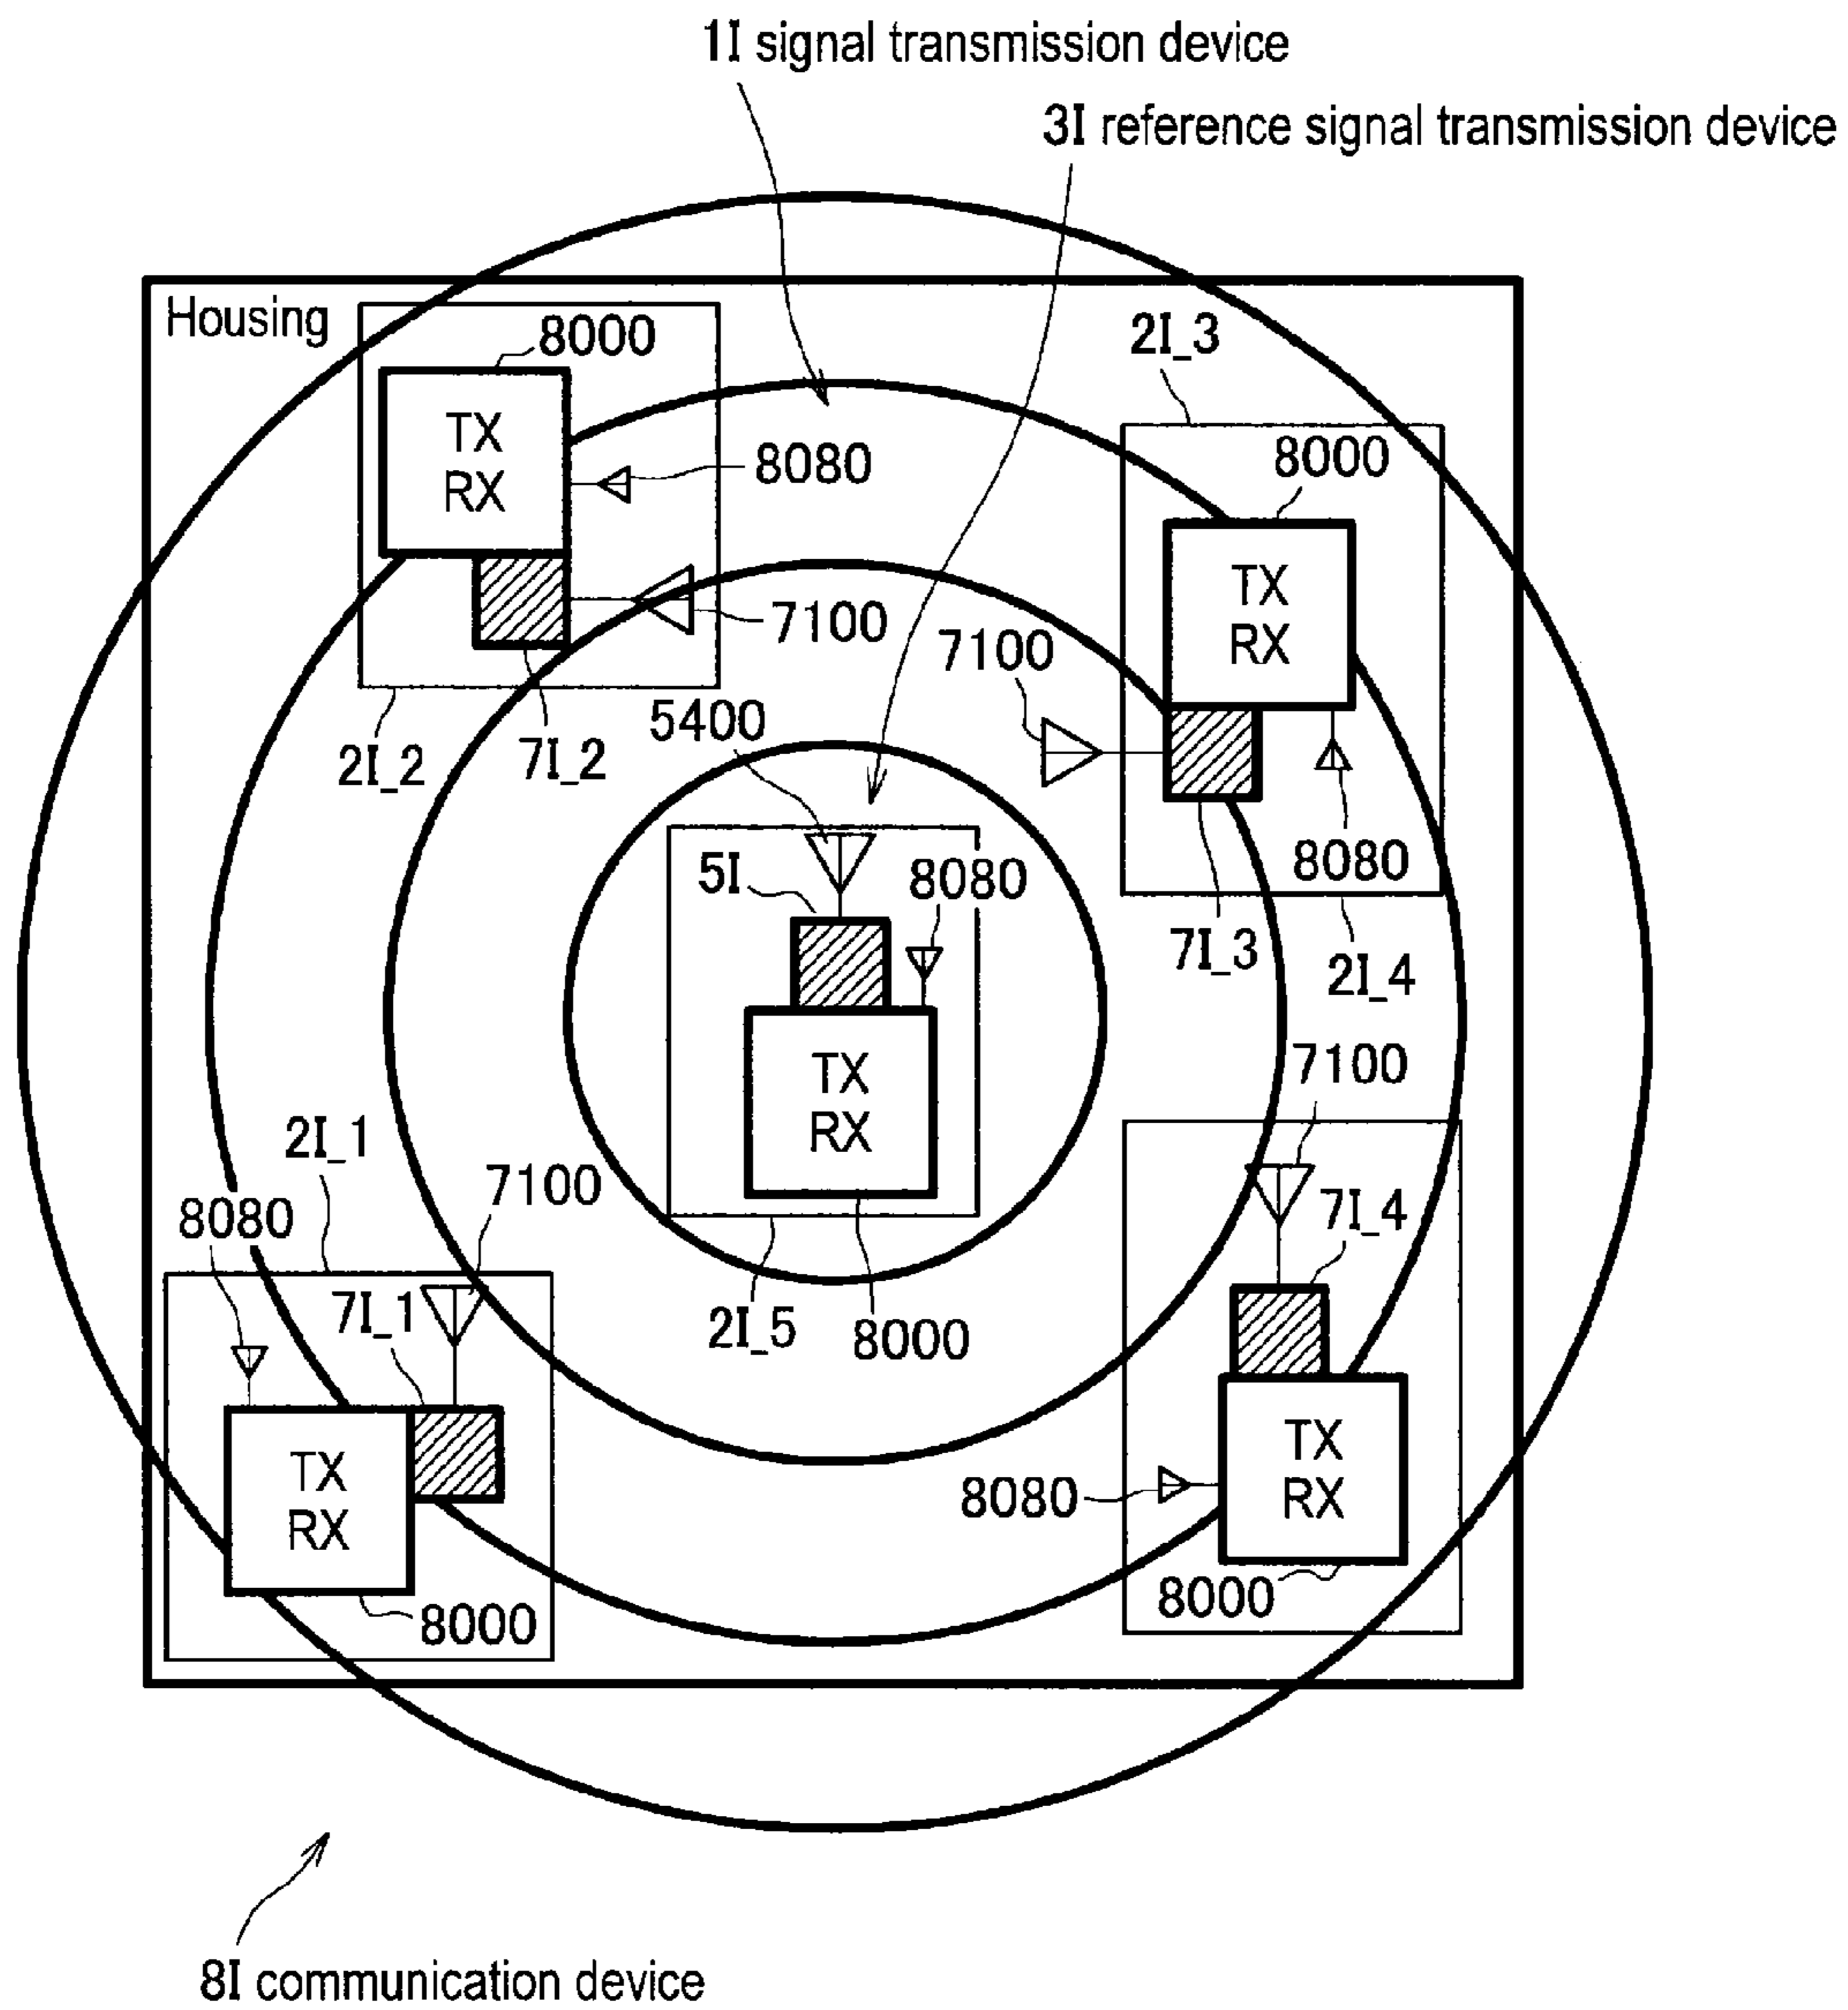 1I signal transmission device
3I reference signal transmission device
Housing
8000
2I_3
TX
RX
8080
8000
7100
TX
RX
7100
2I_2
7I_2
5400
8080
5I
8080
7I_3
2I_4
TX
RX
7100
2I_1
7100
8080
7I_4
7I_1
2I_5
8000
TX
RX
8080
TX
RX
8000
8000
8I communication device